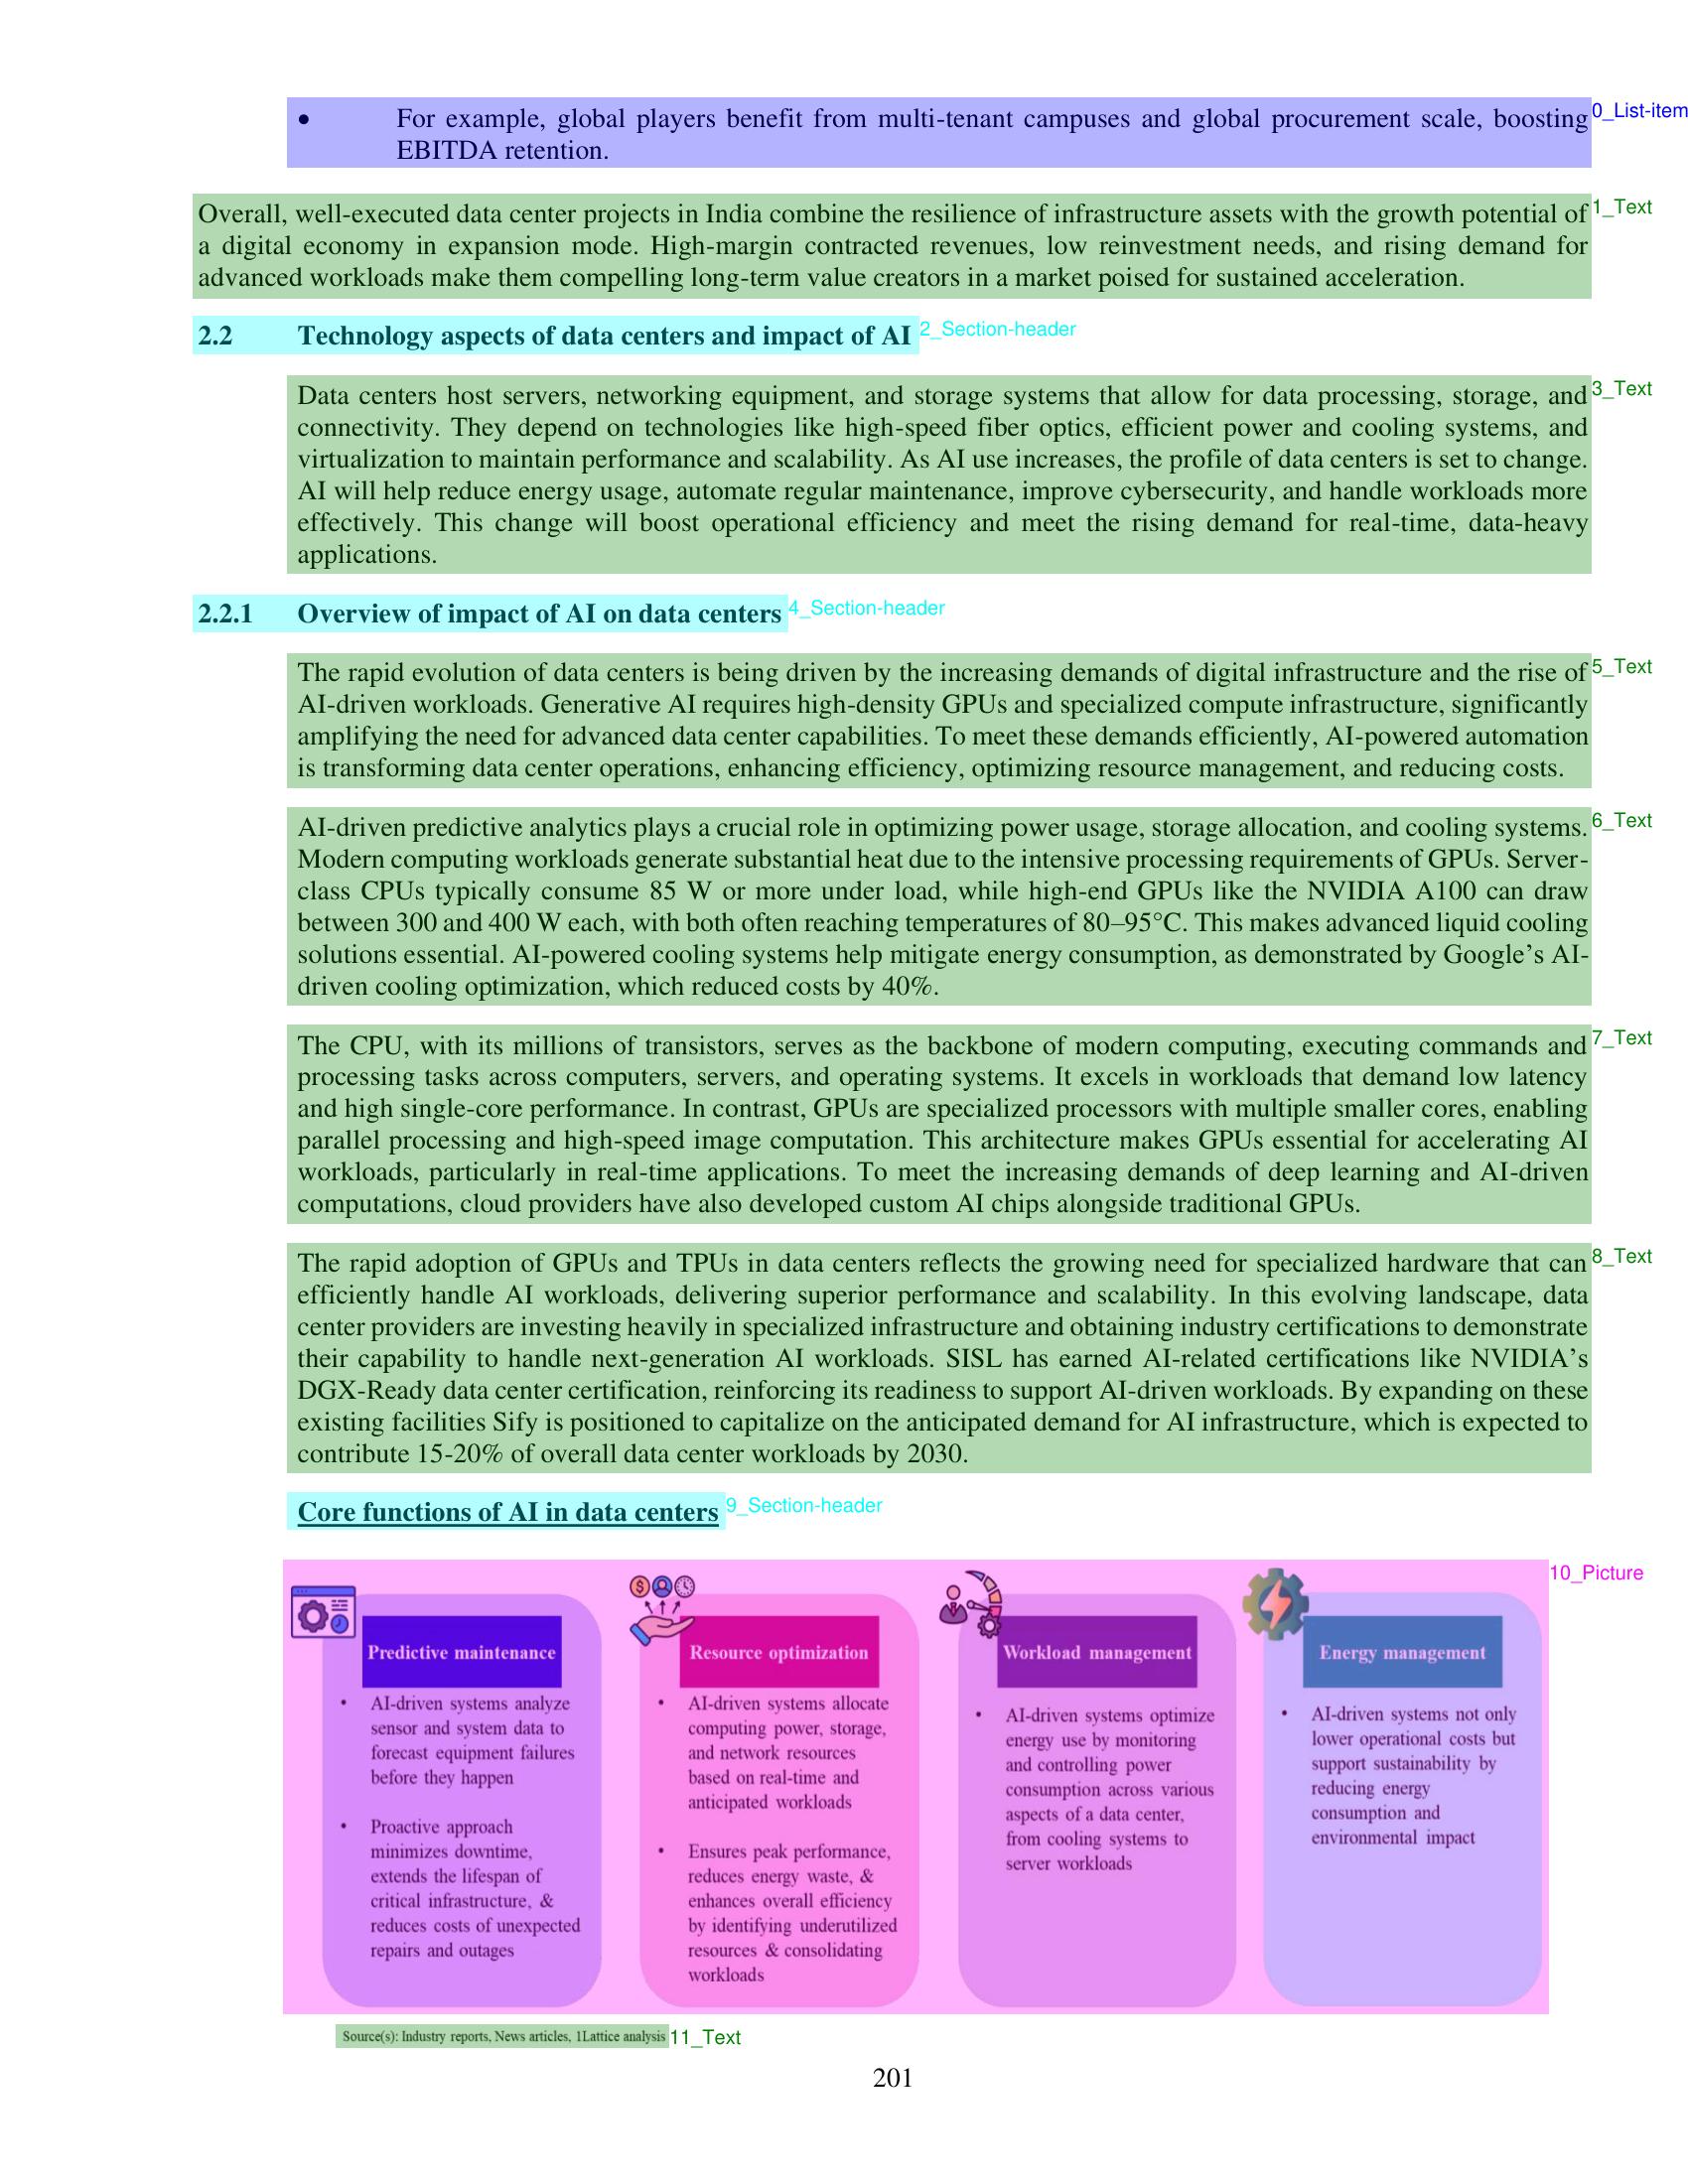 • For example, global players benefit from multi-tenant campuses and global procurement scale, boosting
EBITDA retention.
0_List-item
Overall, well-executed data center projects in India combine the resilience of infrastructure assets with the growth potential of
a digital economy in expansion mode. High-margin contracted revenues, low reinvestment needs, and rising demand for
advanced workloads make them compelling long-term value creators in a market poised for sustained acceleration.
1_Text
2.2 Technology aspects of data centers and impact of AI
2_Section-header
Data centers host servers, networking equipment, and storage systems that allow for data processing, storage, and
connectivity. They depend on technologies like high-speed fiber optics, efficient power and cooling systems, and
virtualization to maintain performance and scalability. As AI use increases, the profile of data centers is set to change.
AI will help reduce energy usage, automate regular maintenance, improve cybersecurity, and handle workloads more
effectively. This change will boost operational efficiency and meet the rising demand for real-time, data-heavy
applications.
3_Text
2.2.1 Overview of impact of AI on data centers
4_Section-header
The rapid evolution of data centers is being driven by the increasing demands of digital infrastructure and the rise of
AI-driven workloads. Generative AI requires high-density GPUs and specialized compute infrastructure, significantly
amplifying the need for advanced data center capabilities. To meet these demands efficiently, AI-powered automation
is transforming data center operations, enhancing efficiency, optimizing resource management, and reducing costs.
5_Text
AI-driven predictive analytics plays a crucial role in optimizing power usage, storage allocation, and cooling systems.
Modern computing workloads generate substantial heat due to the intensive processing requirements of GPUs. Server-
class CPUs typically consume 85 W or more under load, while high-end GPUs like the NVIDIA A100 can draw
between 300 and 400 W each, with both often reaching temperatures of 80–95°C. This makes advanced liquid cooling
solutions essential. AI-powered cooling systems help mitigate energy consumption, as demonstrated by Google’s AI-
driven cooling optimization, which reduced costs by 40%.
6_Text
The CPU, with its millions of transistors, serves as the backbone of modern computing, executing commands and
processing tasks across computers, servers, and operating systems. It excels in workloads that demand low latency
and high single-core performance. In contrast, GPUs are specialized processors with multiple smaller cores, enabling
parallel processing and high-speed image computation. This architecture makes GPUs essential for accelerating AI
workloads, particularly in real-time applications. To meet the increasing demands of deep learning and AI-driven
computations, cloud providers have also developed custom AI chips alongside traditional GPUs.
7_Text
The rapid adoption of GPUs and TPUs in data centers reflects the growing need for specialized hardware that can
efficiently handle AI workloads, delivering superior performance and scalability. In this evolving landscape, data
center providers are investing heavily in specialized infrastructure and obtaining industry certifications to demonstrate
their capability to handle next-generation AI workloads. SISL has earned AI-related certifications like NVIDIA’s
DGX-Ready data center certification, reinforcing its readiness to support AI-driven workloads. By expanding on these
existing facilities Sify is positioned to capitalize on the anticipated demand for AI infrastructure, which is expected to
contribute 15-20% of overall data center workloads by 2030.
8_Text
Core functions of AI in data centers
9_Section-header
10_Picture
Predictive maintenance
• AI-driven systems analyze
sensor and system data to
forecast equipment failures
before they happen
• Proactive approach
minimizes downtime,
extends the lifespan of
critical infrastructure, &
reduces costs of unexpected
repairs and outages
Resource optimization
• AI-driven systems allocate
computing power, storage,
and network resources
based on real-time and
anticipated workloads
• Ensures peak performance,
reduces energy waste, &
enhances overall efficiency
by identifying underutilized
resources & consolidating
workloads
Workload management
• AI-driven systems optimize
energy use by monitoring
and controlling power
consumption across various
aspects of a data center,
from cooling systems to
server workloads
Energy management
• AI-driven systems not only
lower operational costs but
support sustainability by
reducing energy
consumption and
environmental impact
Source(s): Industry reports, News articles, 1Lattice analysis
11_Text
201